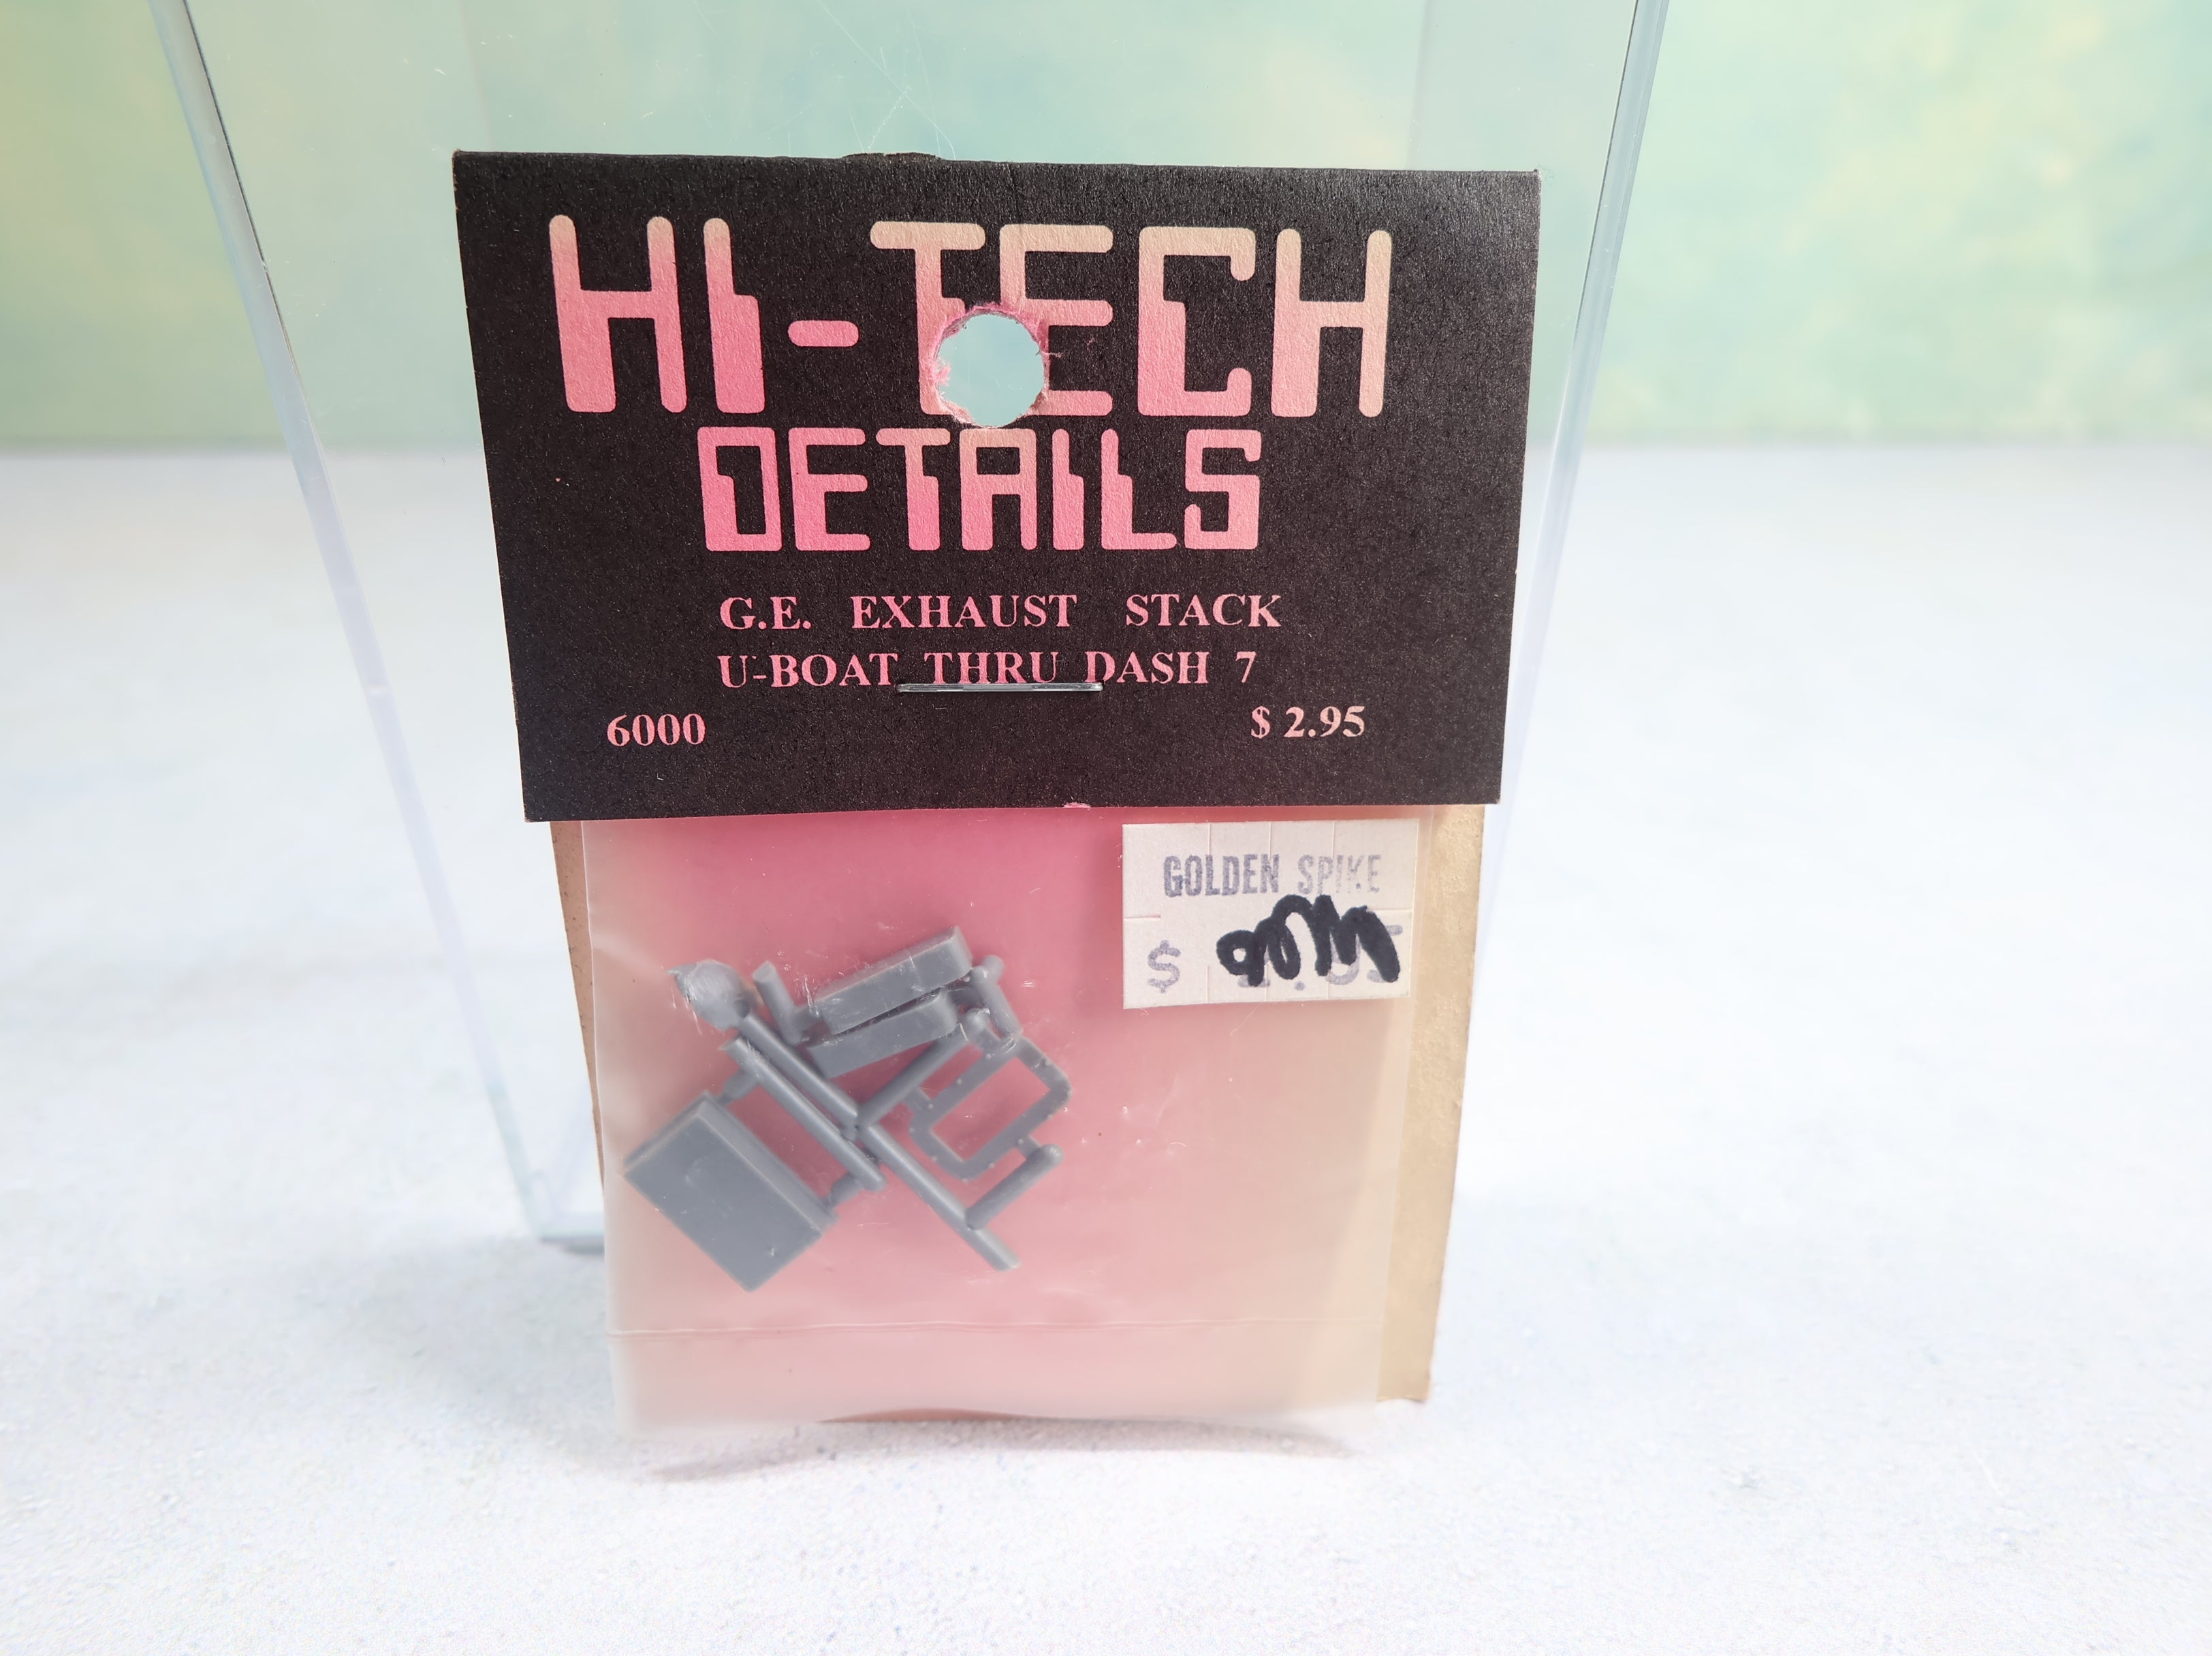 HI-TECH
DETAILS
G.E. EXHAUST STACK
U-BOAT THRU DASH 7
6000 $ 2.95
GOLDEN SPIKE
$